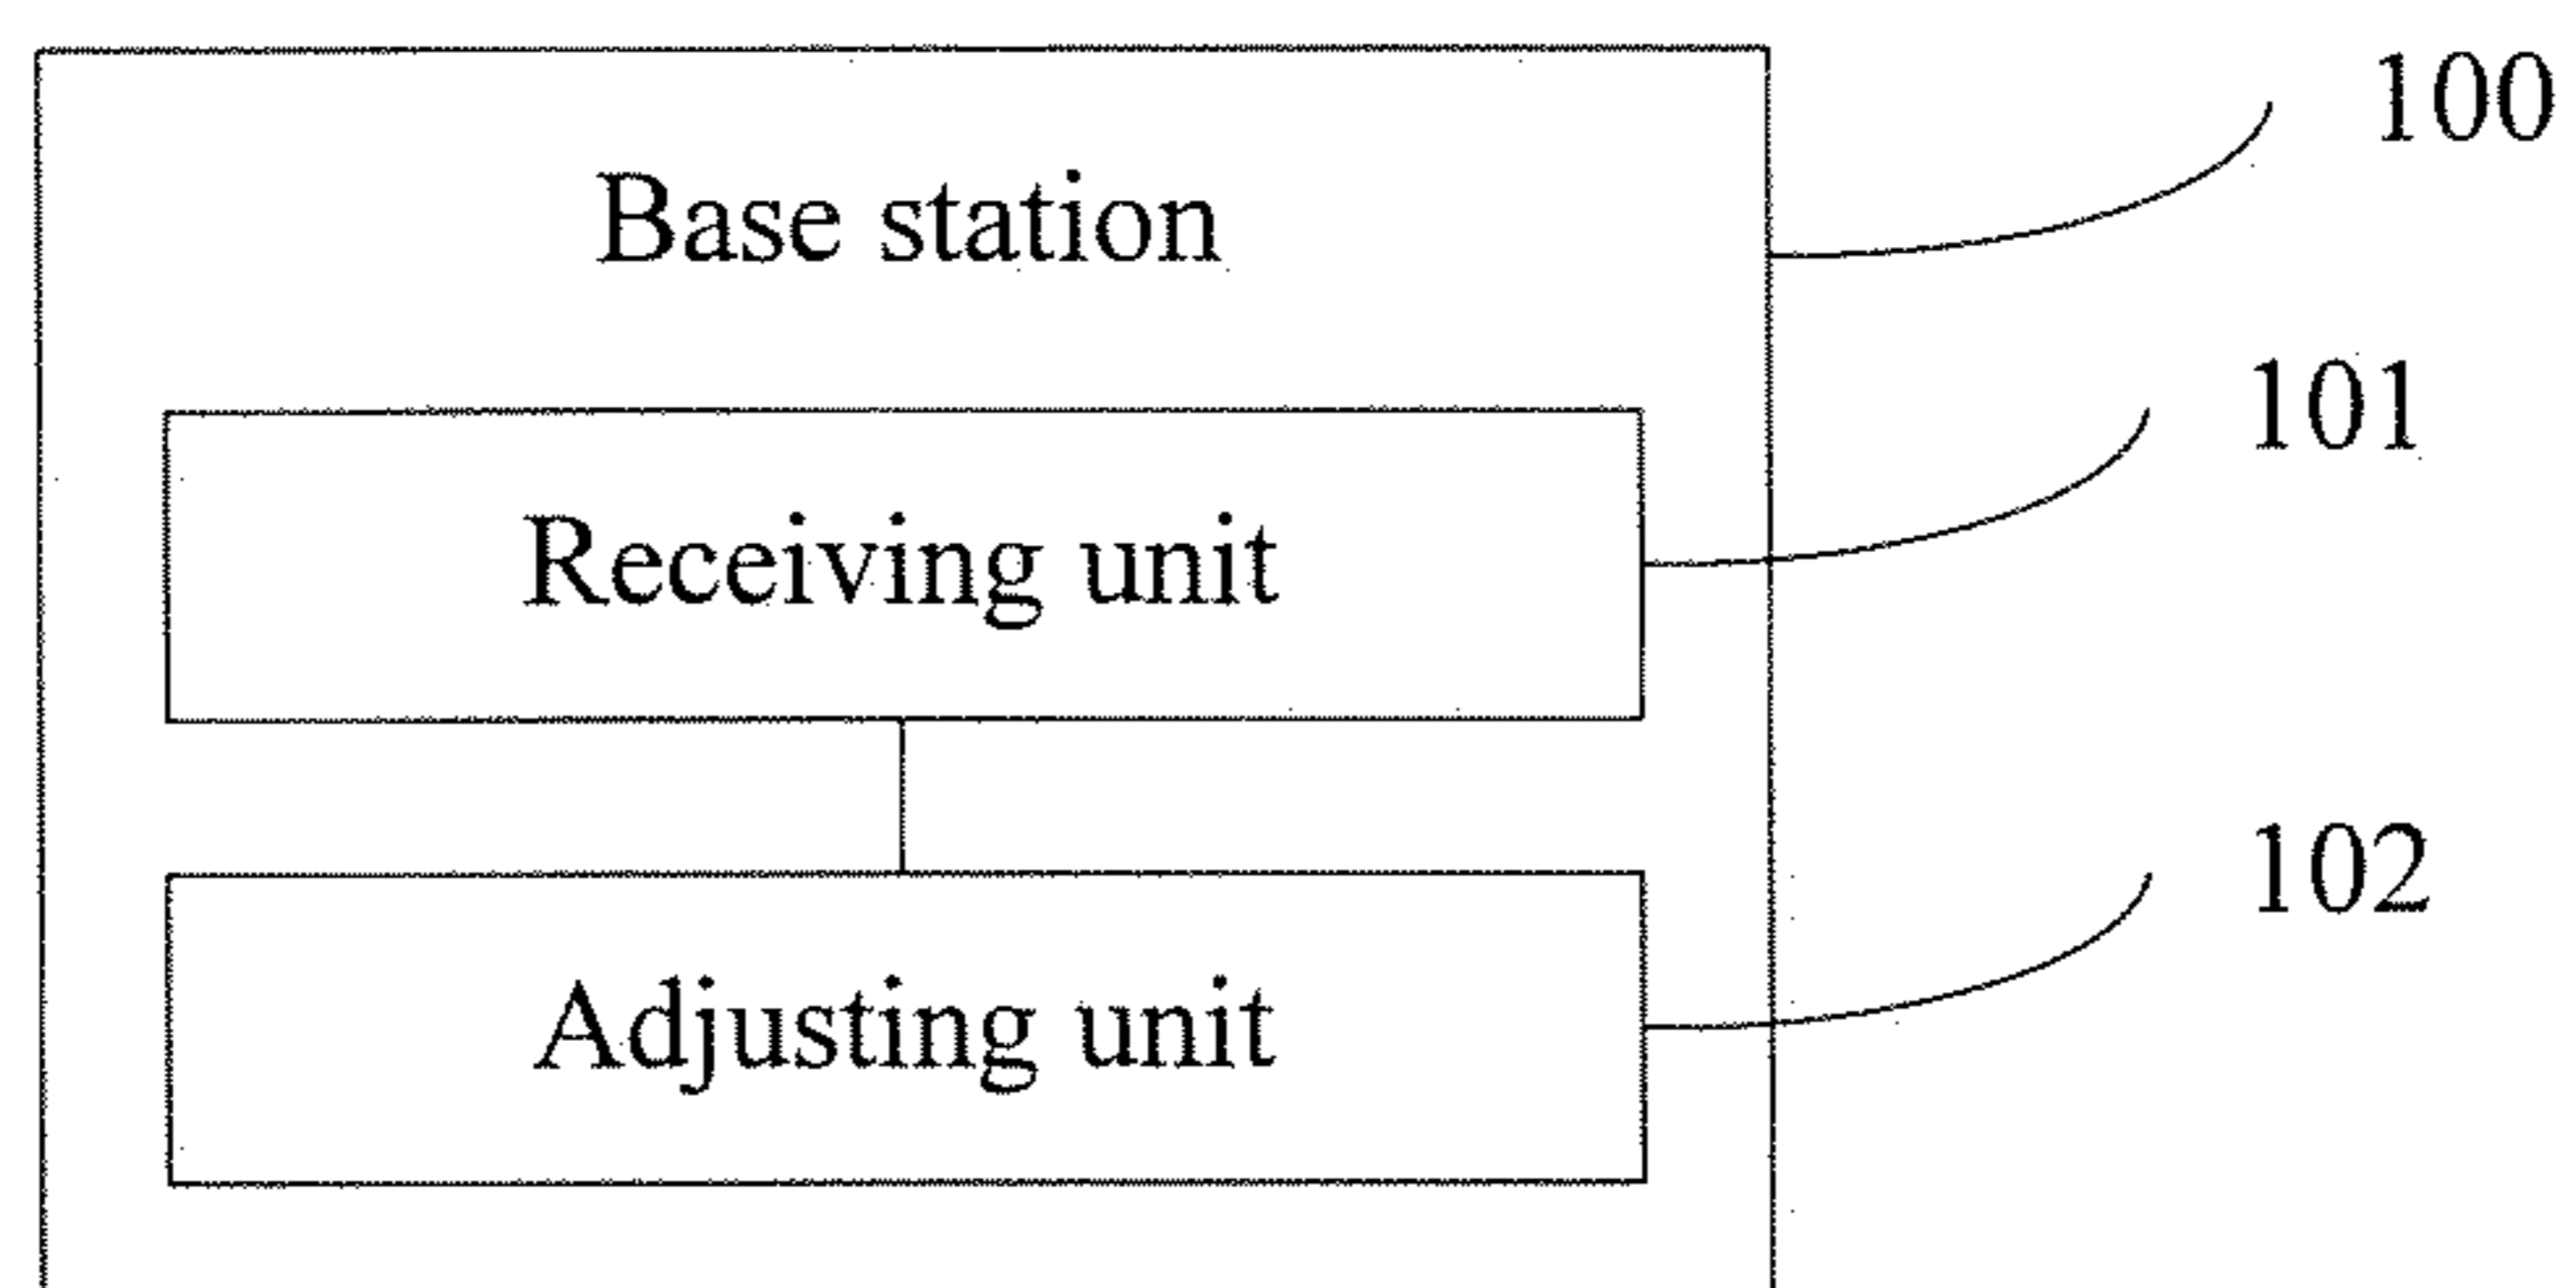 100
Base station
101
Receiving unit
102
Adjusting unit